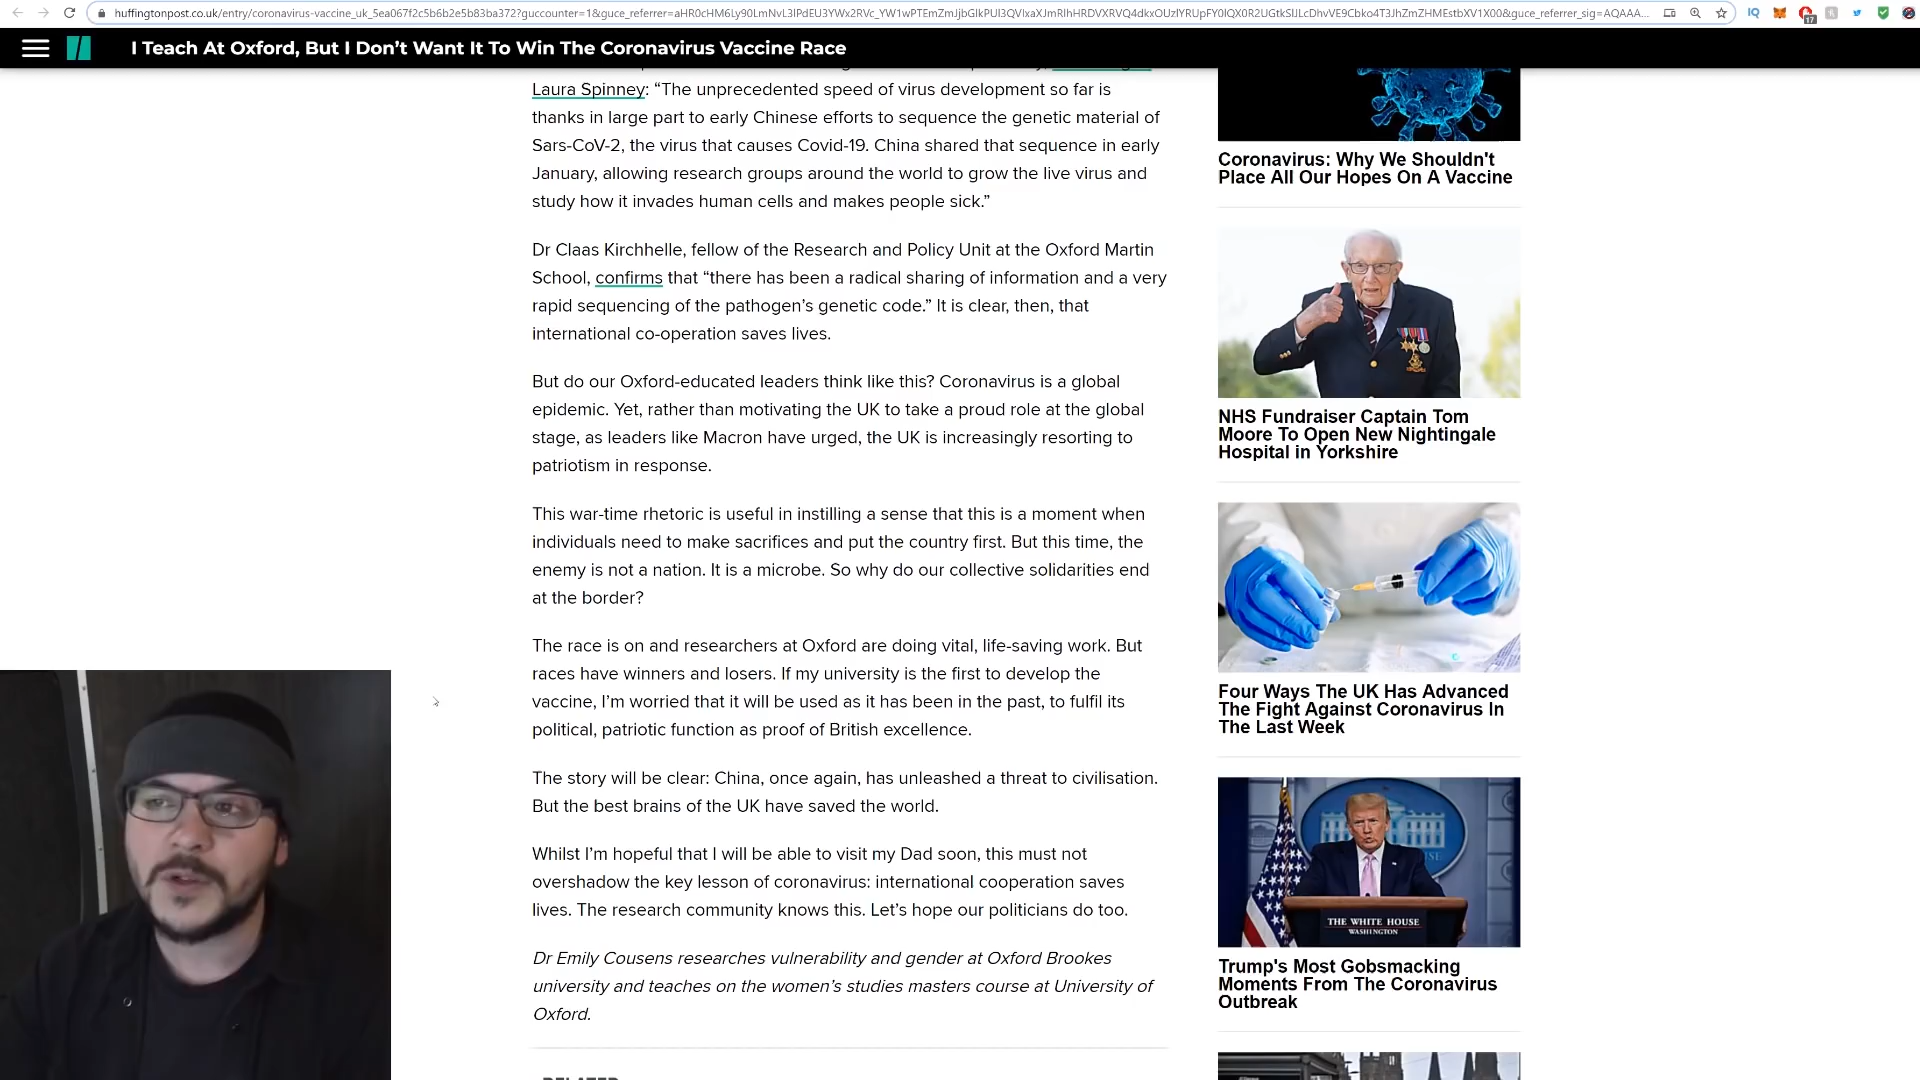 I Teach At Oxford, But I Don’t Want It To Win The Coronavirus Vaccine Race
Laura Spinney: “The unprecedented speed of virus development so far is
thanks in large part to early Chinese efforts to sequence the genetic material of
Sars-CoV-2, the virus that causes Covid-19. China shared that sequence in early
January, allowing research groups around the world to grow the live virus and
study how it invades human cells and makes people sick.”
Dr Claas Kirchhelle, fellow of the Research and Policy Unit at the Oxford Martin
School, confirms that “there has been a radical sharing of information and a very
rapid sequencing of the pathogen’s genetic code.” It is clear, then, that
international co-operation saves lives.
But do our Oxford-educated leaders think like this? Coronavirus is a global
epidemic. Yet, rather than motivating the UK to take a proud role at the global
stage, as leaders like Macron have urged, the UK is increasingly resorting to
patriotism in response.
This war-time rhetoric is useful in instilling a sense that this is a moment when
individuals need to make sacrifices and put the country first. But this time, the
enemy is not a nation. It is a microbe. So why do our collective solidarities end
at the border?
The race is on and researchers at Oxford are doing vital, life-saving work. But
races have winners and losers. If my university is the first to develop the
vaccine, I’m worried that it will be used as it has been in the past, to fulfil its
political, patriotic function as proof of British excellence.
The story will be clear: China, once again, has unleashed a threat to civilisation.
But the best brains of the UK have saved the world.
Whilst I’m hopeful that I will be able to visit my Dad soon, this must not
overshadow the key lesson of coronavirus: international cooperation saves
lives. The research community knows this. Let’s hope our politicians do too.
Dr Emily Cousens researches vulnerability and gender at Oxford Brookes
university and teaches on the women’s studies masters course at University of
Oxford.
RELATED
Coronavirus: Why We Shouldn't
Place All Our Hopes On A Vaccine
NHS Fundraiser Captain Tom
Moore To Open New Nightingale
Hospital in Yorkshire
Four Ways The UK Has Advanced
The Fight Against Coronavirus In
The Last Week
THE WHITE HOUSE
WASHINGTON
Trump's Most Gobsmacking
Moments From The Coronavirus
Outbreak